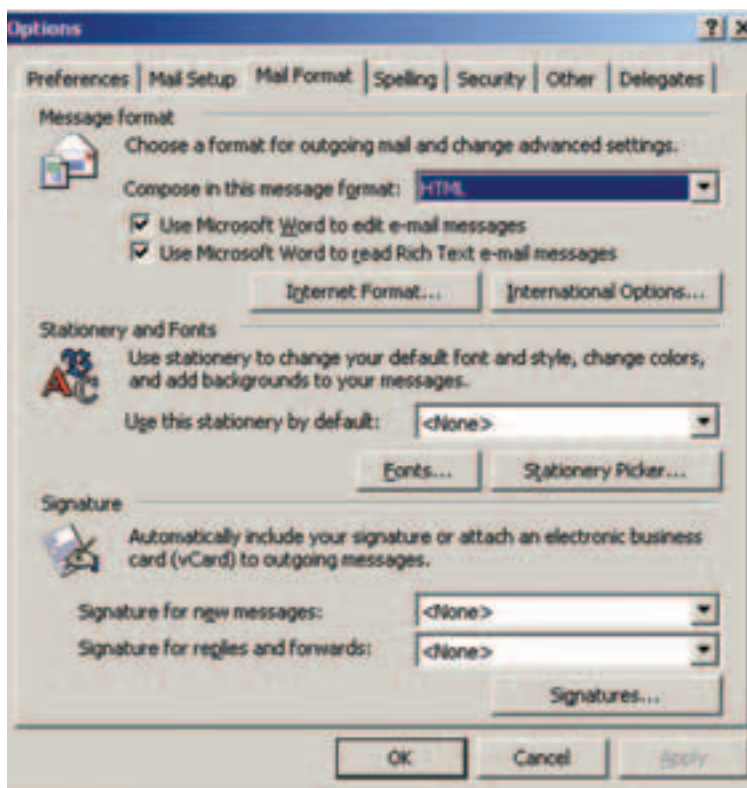 Options
Preferences Mail Setup Mail Format Spelling Security Other Delegates
Message format
Choose a format for outgoing mail and change advanced settings.
Compose in this message format: HTML
Use Microsoft Word to edit e-mail messages
Use Microsoft Word to read Rich Text e-mail messages
Internet Format... International Options...
Stationery and Fonts
Use stationery to change your default font and style, change colors,
and add backgrounds to your messages.
Use this stationery by default: <None>
Fonts... Stationery Picker...
Signature
Automatically include your signature or attach an electronic business
card (vCard) to outgoing messages.
Signature for new messages: <None>
Signature for replies and forwards: <None>
Signatures...
OK Cancel Apply